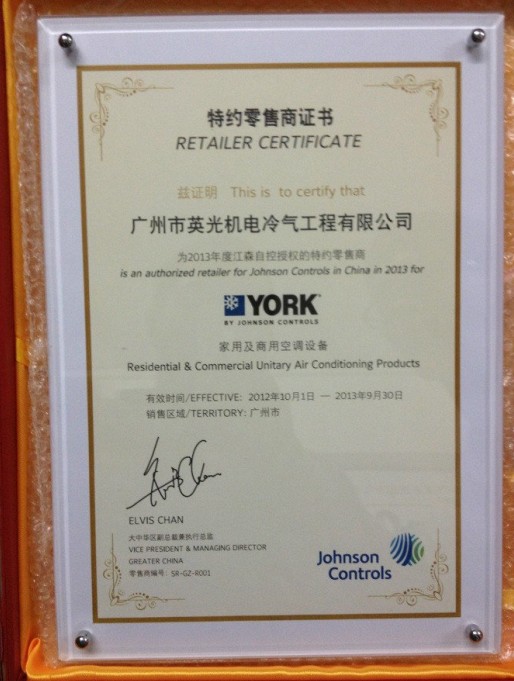 特约零售商证书
RETAILER CERTIFICATE
兹证明 This is to certify that
广州市英光机电冷气工程有限公司
为2013年度江森自控授权的特约零售商
is an authorized retailer for Johnson Controls in China in 2013 for
YORK
BY JOHNSON CONTROLS
家用及商用空调设备
Residential & Commercial Unitary Air Conditioning Products
有效时间/EFFECTIVE: 2012年10月1日 — 2013年9月30日
销售区域/TERRITORY: 广州市
ELVIS CHAN
大中华区副总裁兼执行总监
VICE PRESIDENT & MANAGING DIRECTOR
GREATER CHINA
零售商编号: SR-GZ-R001
Johnson
Controls